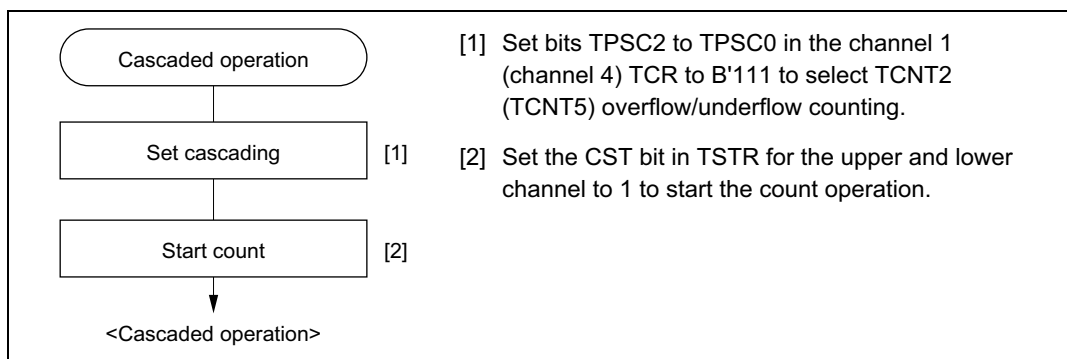 Cascaded operation
Set cascading
[1]
Start count
[2]
<Cascaded operation>
[1] Set bits TPSC2 to TPSC0 in the channel 1
(channel 4) TCR to B'111 to select TCNT2
(TCNT5) overflow/underflow counting.
[2] Set the CST bit in TSTR for the upper and lower
channel to 1 to start the count operation.